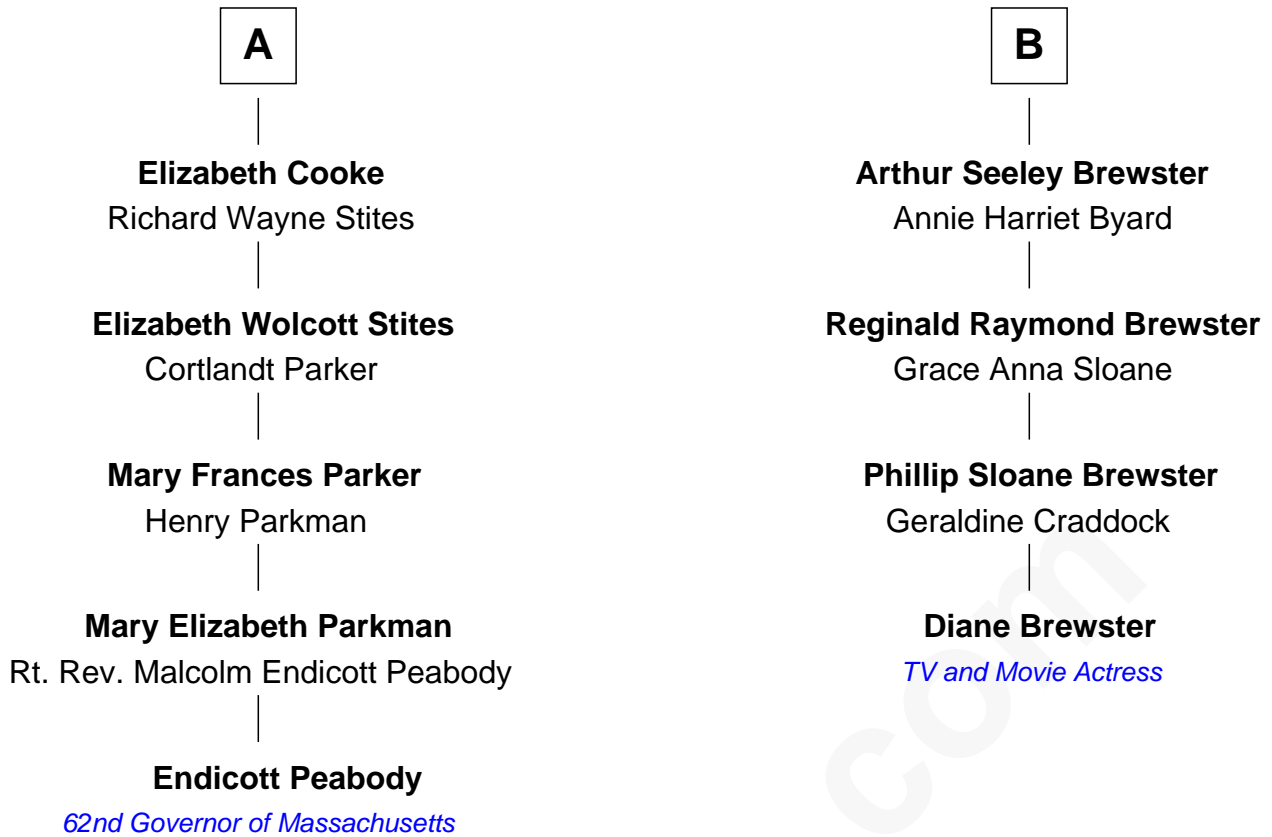 A
Elizabeth Cooke
Richard Wayne Stites
Elizabeth Wolcott Stites
Cortlandt Parker
Mary Frances Parker
Henry Parkman
Mary Elizabeth Parkman
Rt. Rev. Malcolm Endicott Peabody
Endicott Peabody
62nd Governor of Massachusetts
B
Arthur Seeley Brewster
Annie Harriet Byard
Reginald Raymond Brewster
Grace Anna Sloane
Phillip Sloane Brewster
Geraldine Craddock
Diane Brewster
TV and Movie Actress
com